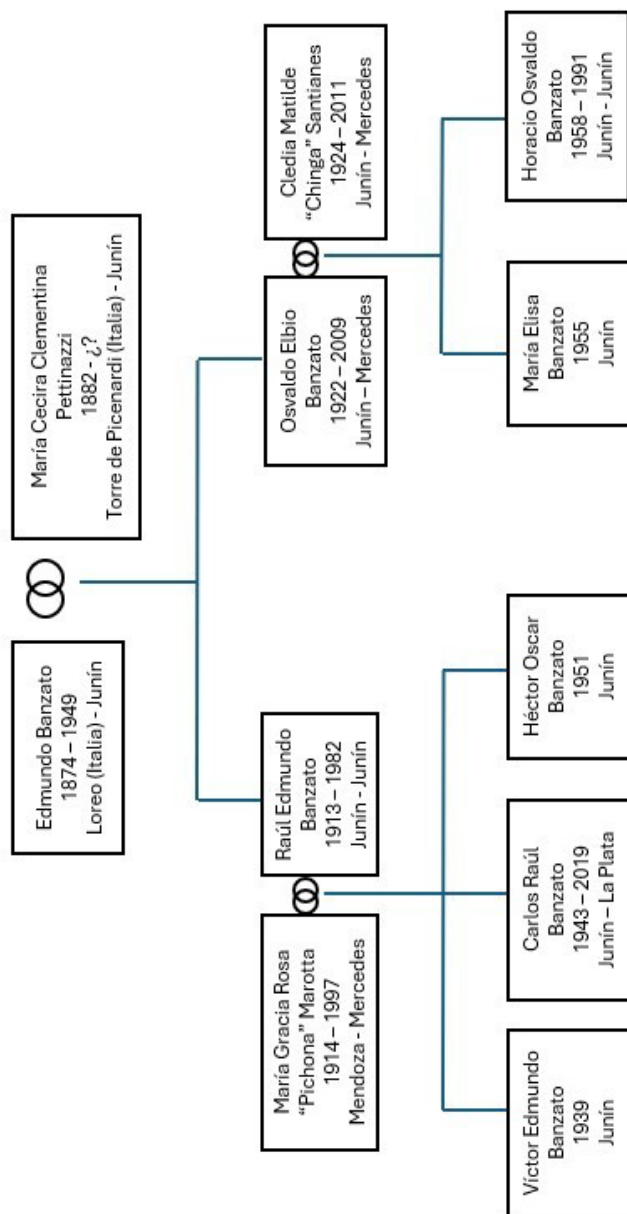 Edmundo Banzato
1874 – 1949
Loreo (Italia) - Junín
María Cecira Clementina
Pettinazzi
1882 - ¿?
Torre de Picenardi (Italia) - Junín
María Gracia Rosa
“Pichona” Marotta
1914 – 1997
Mendoza - Mercedes
Raúl Edmundo
Banzato
1913 – 1982
Junín - Junín
Osvaldo Elbio
Banzato
1922 – 2009
Junín – Mercedes
Cledia Matilde
“Chinga” Santianes
1924 – 2011
Junín - Mercedes
Víctor Edmundo
Banzato
1939
Junín
Carlos Raúl
Banzato
1943 – 2019
Junín – La Plata
Héctor Oscar
Banzato
1951
Junín
María Elisa
Banzato
1955
Junín
Horacio Osvaldo
Banzato
1958 – 1991
Junín - Junín